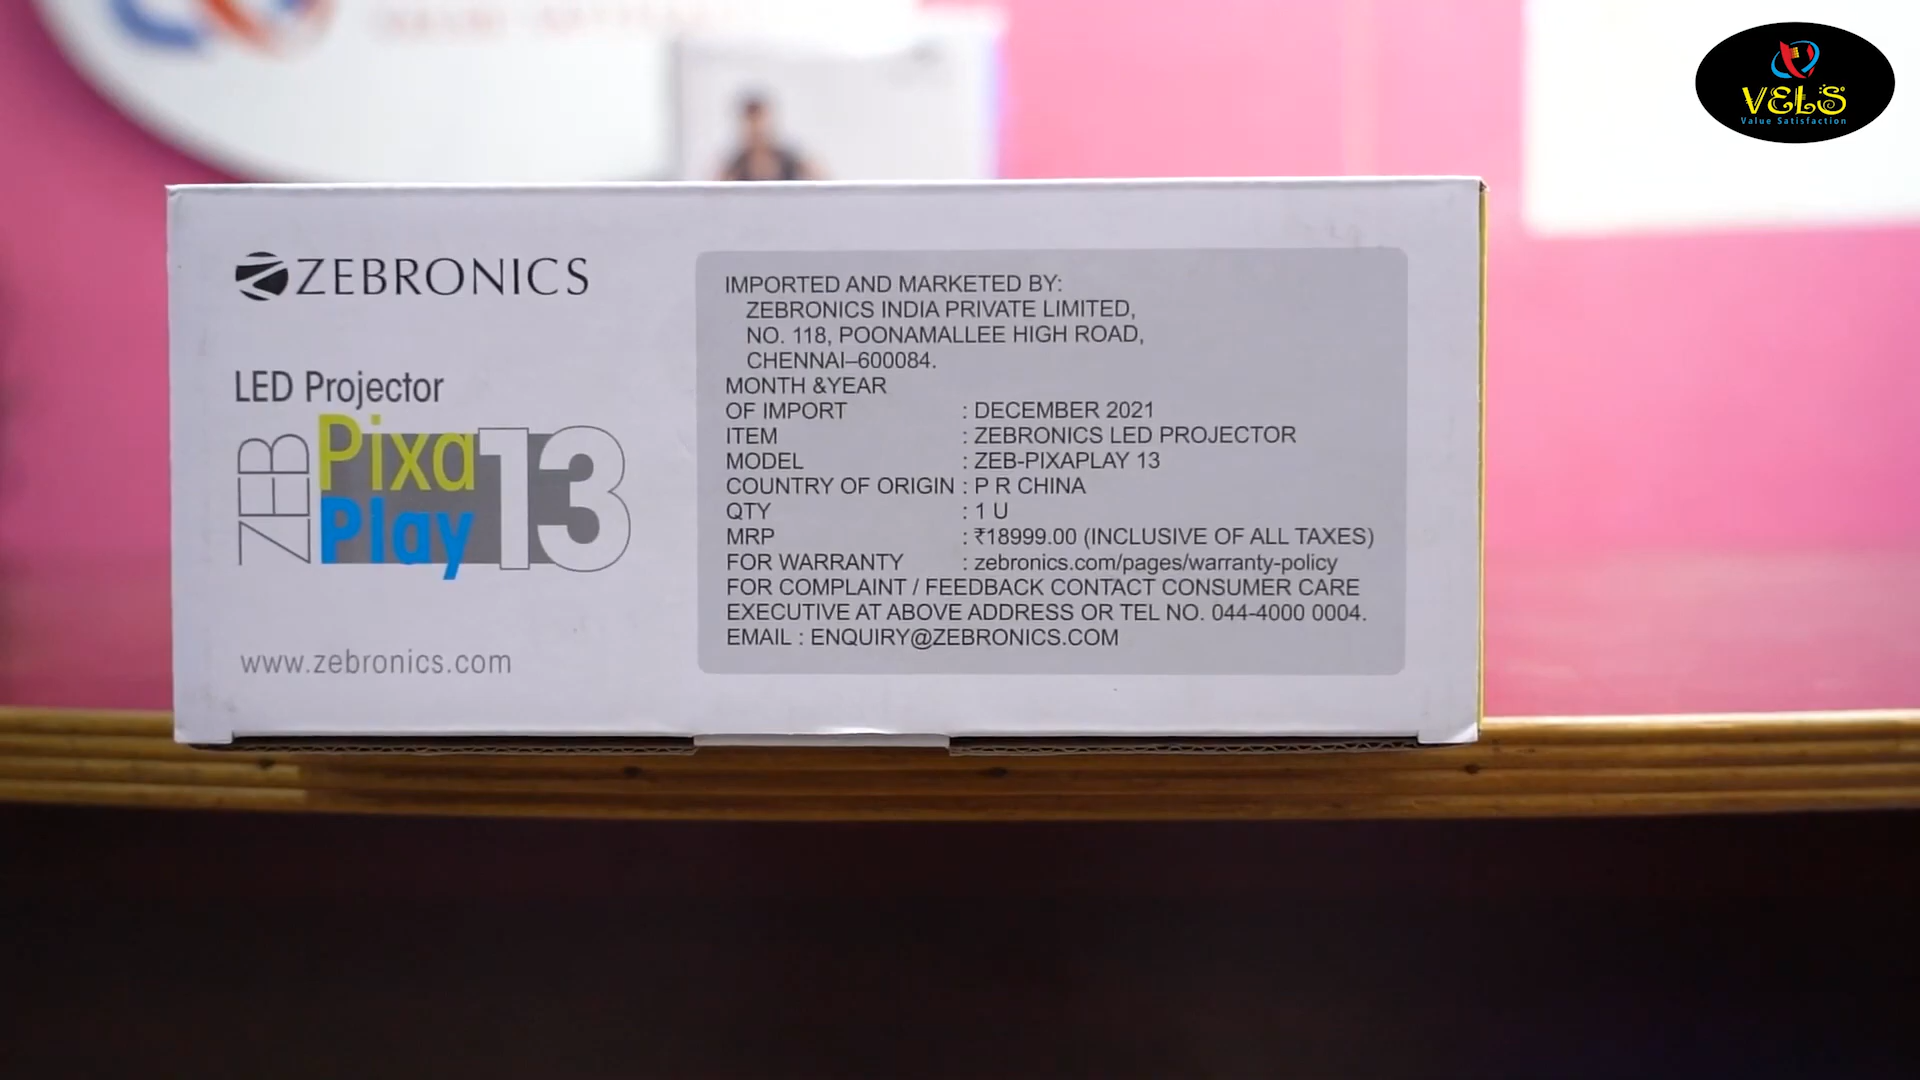 VELS
Value Satisfaction
ZEBRONICS
LED Projector
ZEB
Pixa
Play
13
www.zebronics.com
IMPORTED AND MARKETED BY:
ZEBRONICS INDIA PRIVATE LIMITED,
NO. 118, POONAMALLEE HIGH ROAD,
CHENNAI–600084.
MONTH &YEAR
OF IMPORT : DECEMBER 2021
ITEM : ZEBRONICS LED PROJECTOR
MODEL : ZEB-PIXAPLAY 13
COUNTRY OF ORIGIN : P R CHINA
QTY : 1 U
MRP : ₹18999.00 (INCLUSIVE OF ALL TAXES)
FOR WARRANTY : zebronics.com/pages/warranty-policy
FOR COMPLAINT / FEEDBACK CONTACT CONSUMER CARE
EXECUTIVE AT ABOVE ADDRESS OR TEL NO. 044-4000 0004.
EMAIL : ENQUIRY@ZEBRONICS.COM